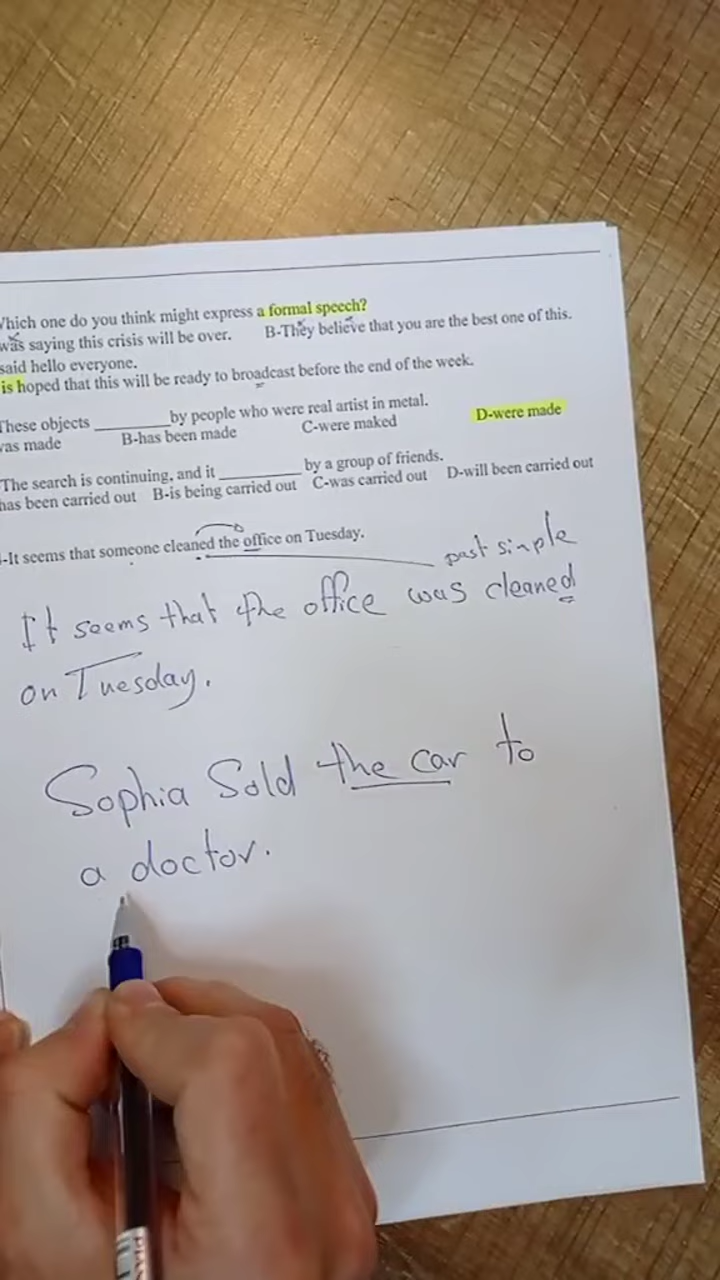 Which one do you think might express a formal speech?
was saying this crisis will be over. B-They believe that you are the best one of this.
said hello everyone.
is hoped that this will be ready to broadcast before the end of the week.
These objects ________ by people who were real artist in metal.
was made B-has been made C-were maked D-were made
The search is continuing, and it ________ by a group of friends.
has been carried out B-is being carried out C-was carried out D-will been carried out
-It seems that someone cleaned the office on Tuesday.
past simple
It seems that the office was cleaned
on Tuesday.
Sophia Sold the car to
a doctor.